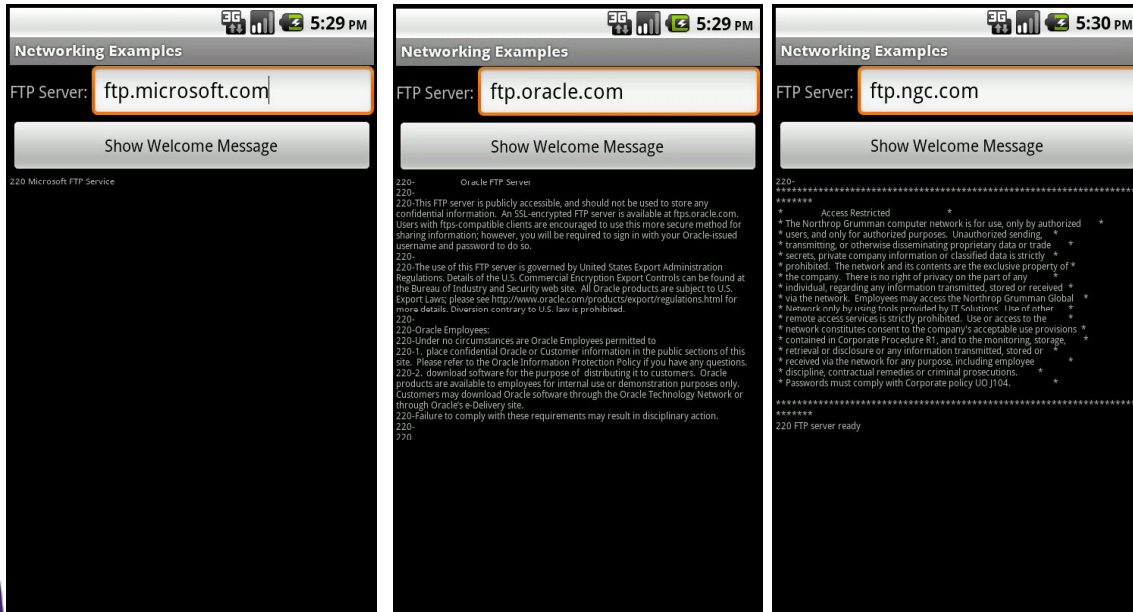 3G 5:29 PM
Networking Examples
FTP Server: ftp.microsoft.com
Show Welcome Message
220 Microsoft FTP Service
3G 5:29 PM
Networking Examples
FTP Server: ftp.oracle.com
Show Welcome Message
220- Oracle FTP Server
220-
220-This FTP server is publicly accessible, and should not be used to store any
confidential information. An SSL-encrypted FTP server is available at ftps.oracle.com.
Users with ftps-compatible clients are encouraged to use this more secure method for
sharing information; however, you will be required to sign in with your Oracle-issued
username and password to do so.
220-
220-The use of this FTP server is governed by United States Export Administration
Regulations. Details of the U.S. Commercial Encryption Export Controls can be found at
the Bureau of Industry and Security web site. All Oracle products are subject to U.S.
Export Laws; please see http://www.oracle.com/products/export/regulations.html for
more details. Diversion contrary to U.S. law is prohibited.
220-
220-Oracle Employees:
220-Under no circumstances are Oracle Employees permitted to
220-1. place confidential Oracle or Customer information in the public sections of this
site. Please refer to the Oracle Information Protection Policy if you have any questions.
220-2. download software for the purpose of distributing it to customers. Oracle
products are available to employees for internal use or demonstration purposes only.
Customers may download Oracle software through the Oracle Technology Network or
through Oracle's e-Delivery site.
220-Failure to comply with these requirements may result in disciplinary action.
220-
220
3G 5:30 PM
Networking Examples
FTP Server: ftp.ngc.com
Show Welcome Message
220-
************************************************************************
*******
* Access Restricted *
* The Northrop Grumman computer network is for use, only by authorized *
* users, and only for authorized purposes. Unauthorized sending, *
* transmitting, or otherwise disseminating proprietary data or trade *
* secrets, private company information or classified data is strictly *
* prohibited. The network and its contents are the exclusive property of *
* the company. There is no right of privacy on the part of any *
* individual, regarding any information transmitted, stored or received *
* via the network. Employees may access the Northrop Grumman Global *
* Network only by using tools provided by IT Solutions. Use of other *
* remote access services is strictly prohibited. Use or access to the *
* network constitutes consent to the company's acceptable use provisions *
* contained in Corporate Procedure R1, and to the monitoring, storage, *
* retrieval or disclosure or any information transmitted, stored or *
* received via the network for any purpose, including employee *
* discipline, contractual remedies or criminal prosecutions. *
* Passwords must comply with Corporate policy UO J104. *
************************************************************************
*******
220 FTP server ready